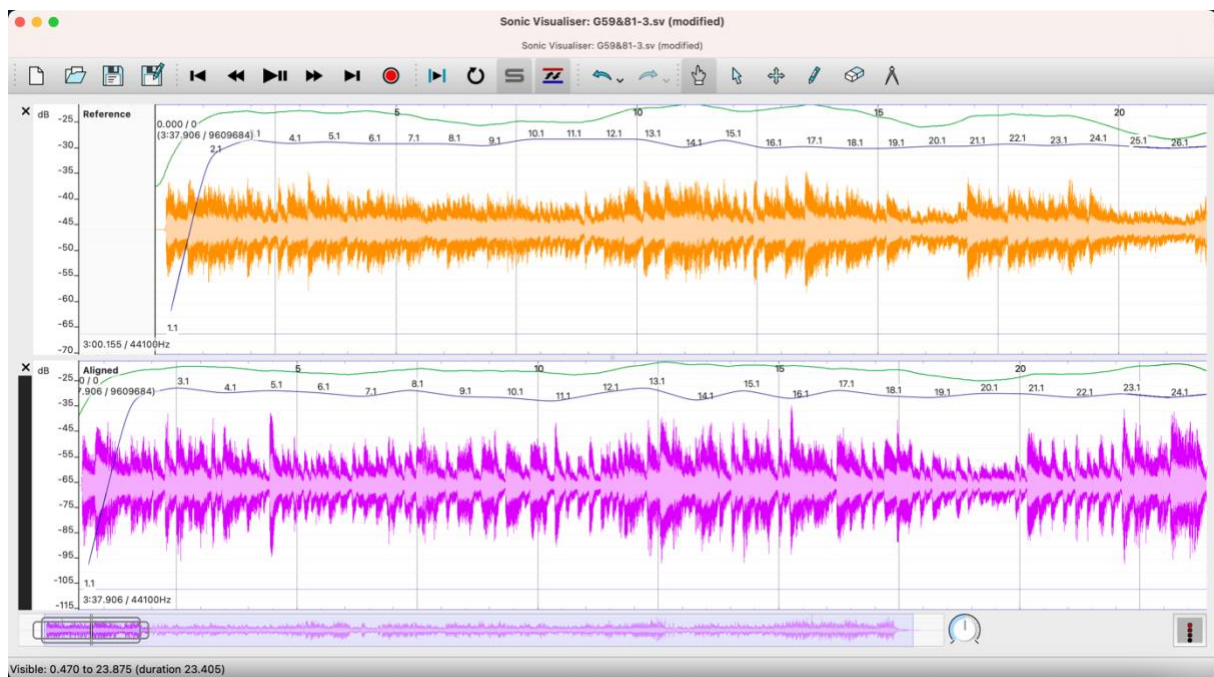 Sonic Visualiser: G59&81-3.sv (modified)
Sonic Visualiser: G59&81-3.sv (modified)
dB
Reference
5 10 15 20
0.000 / 0
(3:37.906 / 9609684)
1
2.1 4.1 5.1 6.1 7.1 8.1 9.1 10.1 11.1 12.1 13.1 14.1 15.1 16.1 17.1 18.1 19.1 20.1 21.1 22.1 23.1 24.1 25.1 26.1
-25
-30
-35
-40
-45
-50
-55
-60
-65
-70
1.1
3:00.155 / 44100Hz
dB
Aligned
5 10 15 20
0 / 0
7.906 / 9609684)
3.1 4.1 5.1 6.1 7.1 8.1 9.1 10.1 11.1 12.1 13.1 14.1 15.1 16.1 17.1 18.1 19.1 20.1 21.1 22.1 23.1 24.1
-25
-35
-45
-55
-65
-75
-85
-95
-105
-115
1.1
3:37.906 / 44100Hz
Visible: 0.470 to 23.875 (duration 23.405)